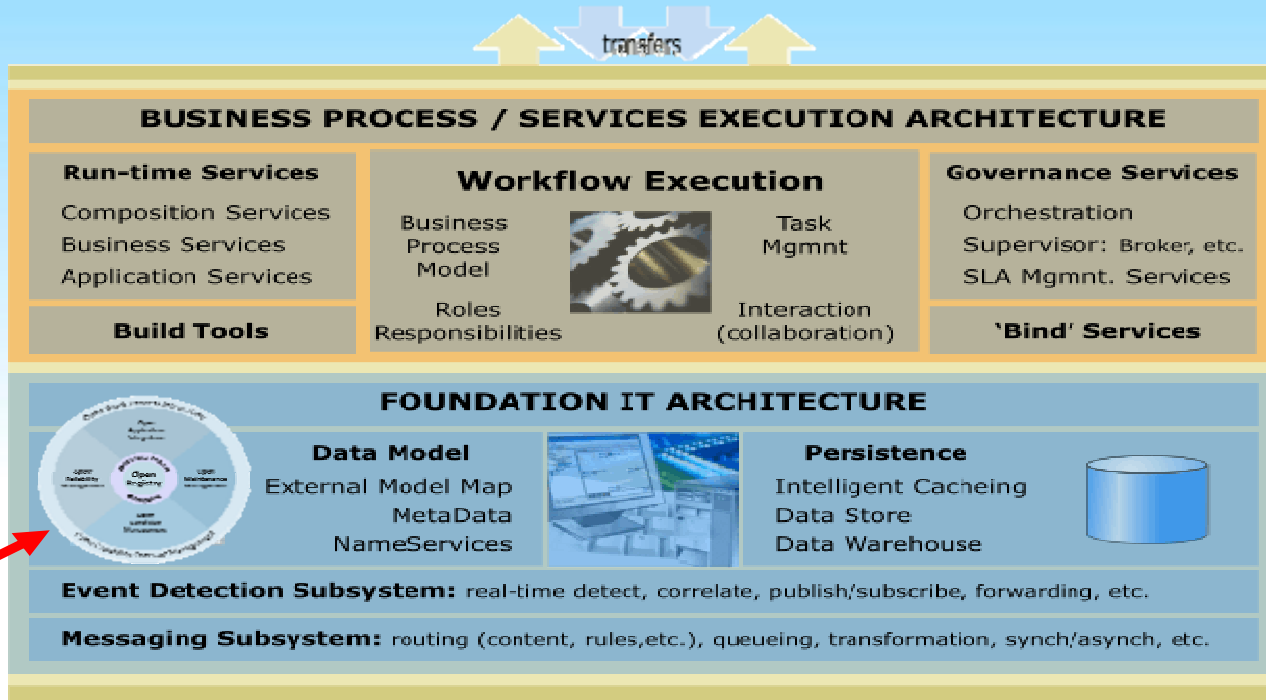 transfers
BUSINESS PROCESS / SERVICES EXECUTION ARCHITECTURE
Run-time Services
Composition Services
Business Services
Application Services
Build Tools
Workflow Execution
Business
Process
Model
Task
Mgmnt
Roles
Responsibilities
Interaction
(collaboration)
Governance Services
Orchestration
Supervisor: Broker, etc.
SLA Mgmnt. Services
‘Bind’ Services
FOUNDATION IT ARCHITECTURE
Open
Registry
Data Model
External Model Map
MetaData
NameServices
Persistence
Intelligent Cacheing
Data Store
Data Warehouse
Event Detection Subsystem: real-time detect, correlate, publish/subscribe, forwarding, etc.
Messaging Subsystem: routing (content, rules,etc.), queueing, transformation, synch/asynch, etc.